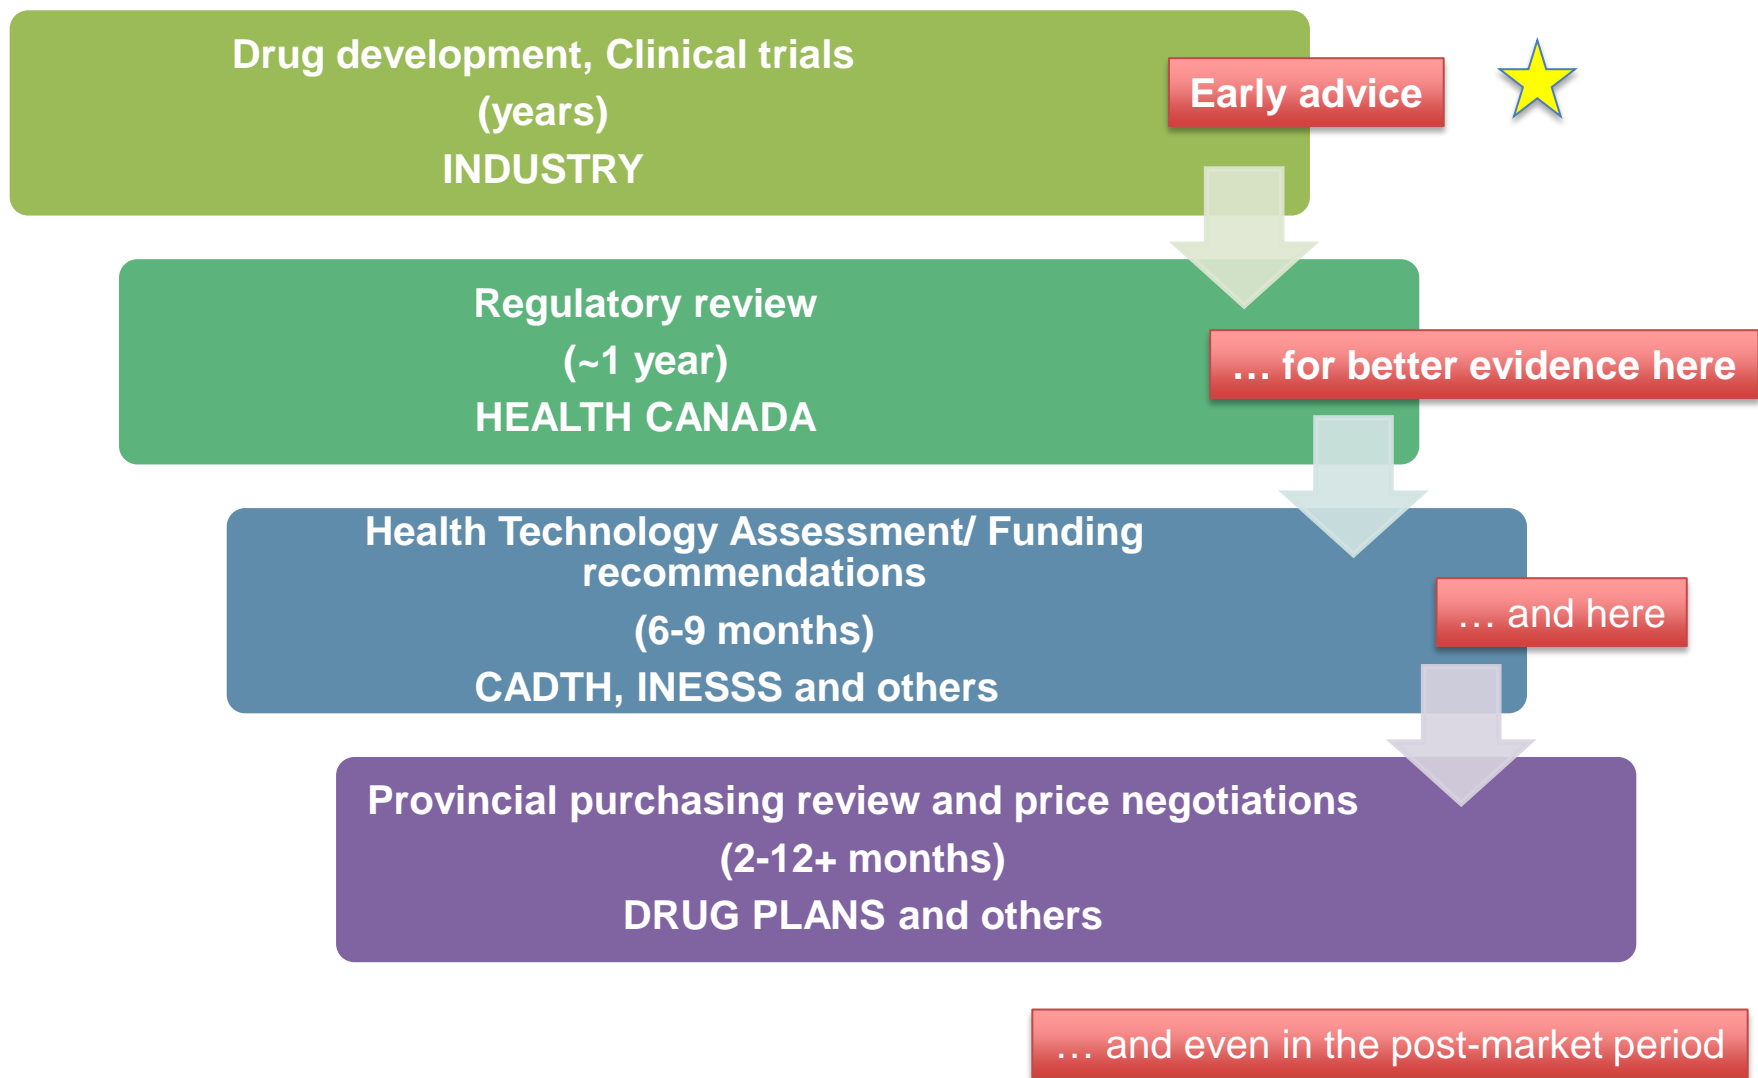 Drug development, Clinical trials
(years)
INDUSTRY
Early advice
Regulatory review
(~1 year)
HEALTH CANADA
… for better evidence here
Health Technology Assessment/ Funding
recommendations
(6-9 months)
CADTH, INESSS and others
… and here
Provincial purchasing review and price negotiations
(2-12+ months)
DRUG PLANS and others
… and even in the post-market period